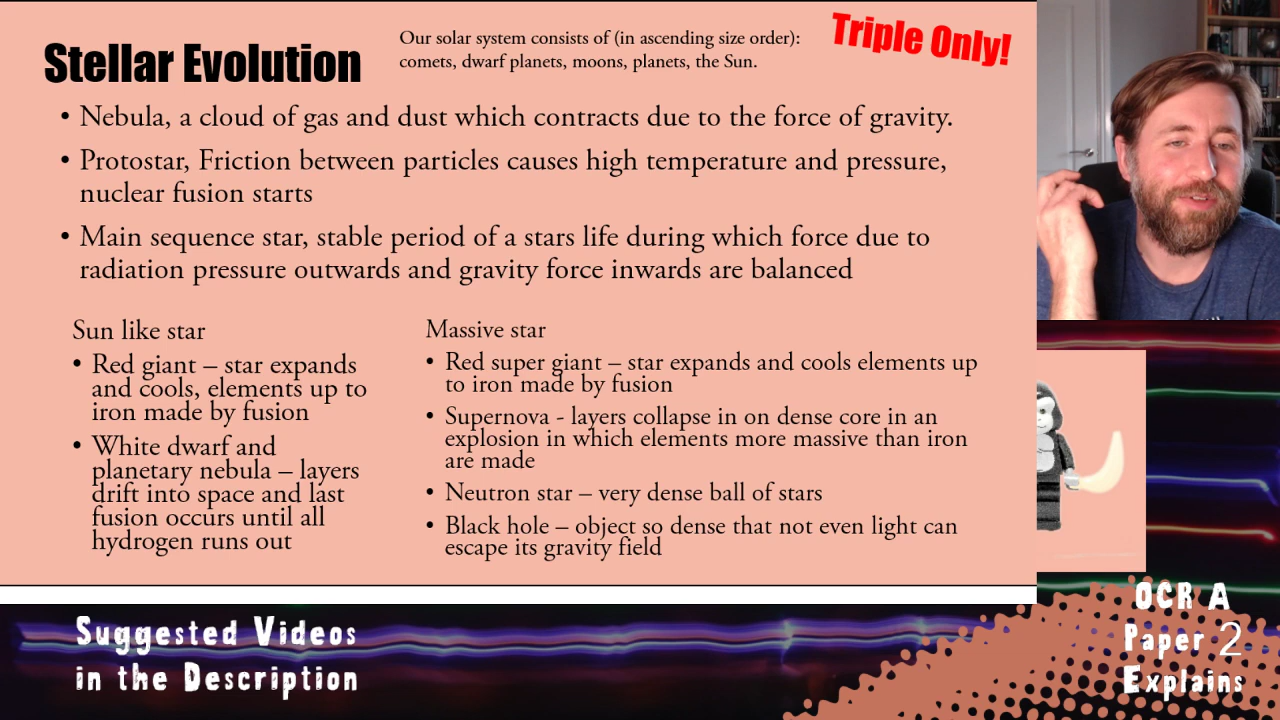 Stellar Evolution
Our solar system consists of (in ascending size order):
comets, dwarf planets, moons, planets, the Sun.
Triple Only!
• Nebula, a cloud of gas and dust which contracts due to the force of gravity.
• Protostar, Friction between particles causes high temperature and pressure,
nuclear fusion starts
• Main sequence star, stable period of a stars life during which force due to
radiation pressure outwards and gravity force inwards are balanced
Sun like star
• Red giant – star expands
and cools, elements up to
iron made by fusion
• White dwarf and
planetary nebula – layers
drift into space and last
fusion occurs until all
hydrogen runs out
Massive star
• Red super giant – star expands and cools elements up
to iron made by fusion
• Supernova - layers collapse in on dense core in an
explosion in which elements more massive than iron
are made
• Neutron star – very dense ball of stars
• Black hole – object so dense that not even light can
escape its gravity field
Suggested Videos
in the Description
OCR A
Paper 2
Explains